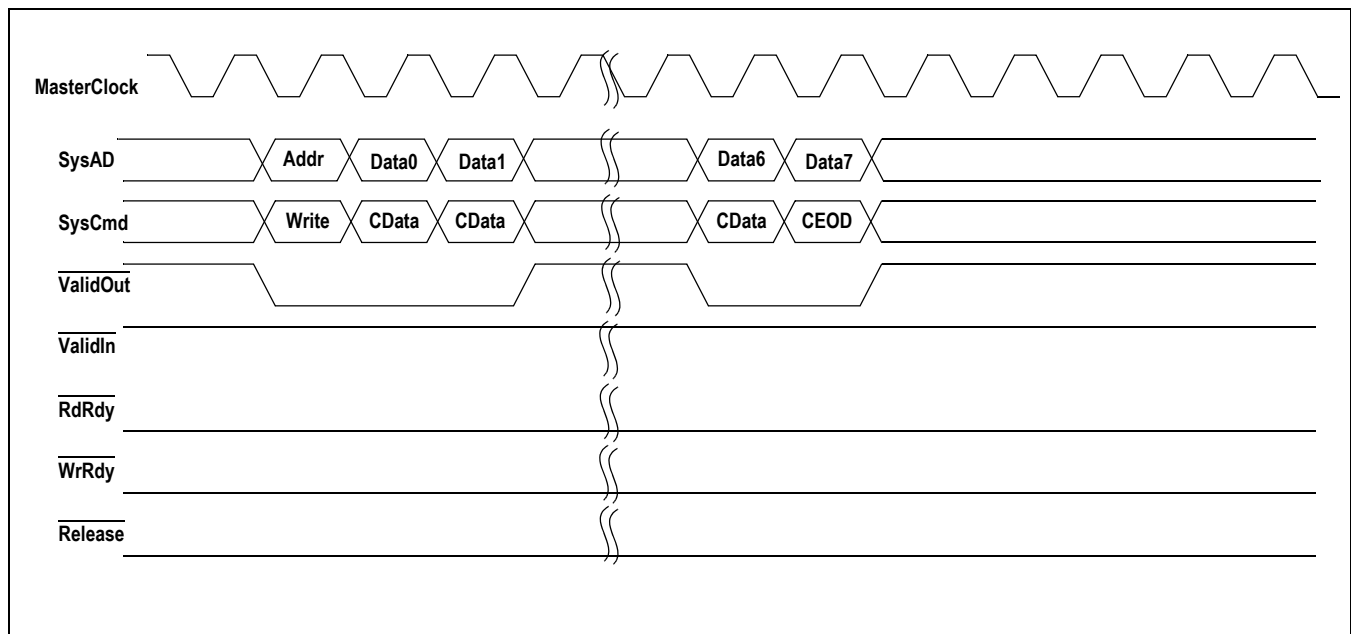 MasterClock
SysAD Addr Data0 Data1 Data6 Data7
SysCmd Write CData CData CData CEOD
ValidOut
ValidIn
RdRdy
WrRdy
Release